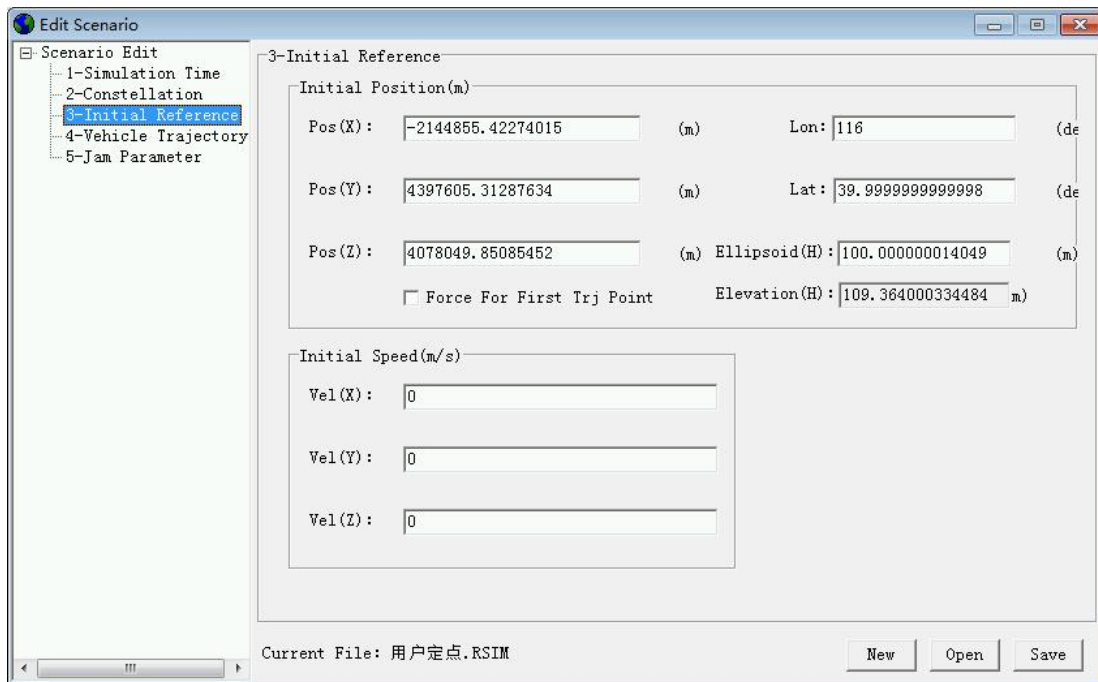 Edit Scenario
Scenario Edit
1-Simulation Time
2-Constellation
3-Initial Reference
4-Vehicle Trajectory
5-Jam Parameter
3-Initial Reference
Initial Position(m)
Pos(X): -2144855.42274015 (m) Lon: 116 (de
Pos(Y): 4397605.31287634 (m) Lat: 39.9999999999998 (de
Pos(Z): 4078049.85085452 (m) Ellipsoid(H): 100.000000014049 (m)
Force For First Trj Point Elevation(H): 109.364000334484 m)
Initial Speed(m/s)
Vel(X): 0
Vel(Y): 0
Vel(Z): 0
Current File: 用户定点.RSIM New Open Save